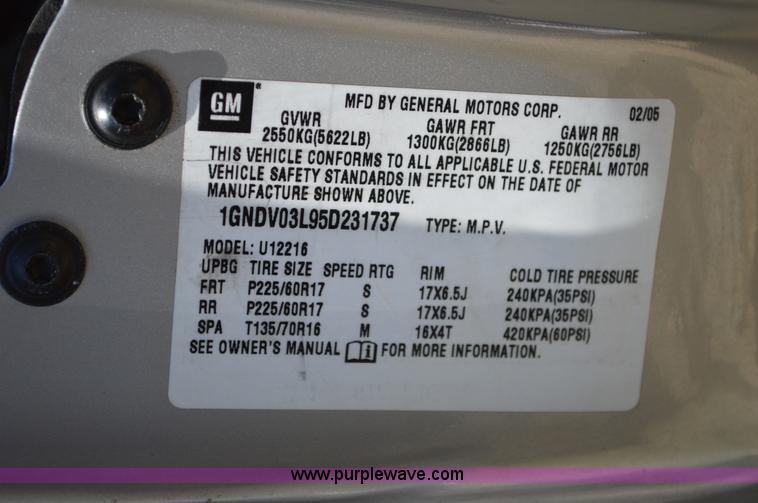 GM ® MFD BY GENERAL MOTORS CORP. 02/05
GVWR GAWR FRT GAWR RR
2550KG(5622LB) 1300KG(2866LB) 1250KG(2756LB)
THIS VEHICLE CONFORMS TO ALL APPLICABLE U.S. FEDERAL MOTOR
VEHICLE SAFETY STANDARDS IN EFFECT ON THE DATE OF
MANUFACTURE SHOWN ABOVE.
1GNDV03L95D231737 TYPE: M.P.V.
MODEL: U12216
UPBG TIRE SIZE SPEED RTG RIM COLD TIRE PRESSURE
FRT P225/60R17 S 17X6.5J 240KPA(35PSI)
RR P225/60R17 S 17X6.5J 240KPA(35PSI)
SPA T135/70R16 M 16X4T 420KPA(60PSI)
SEE OWNER'S MANUAL FOR MORE INFORMATION.
www.purplewave.com